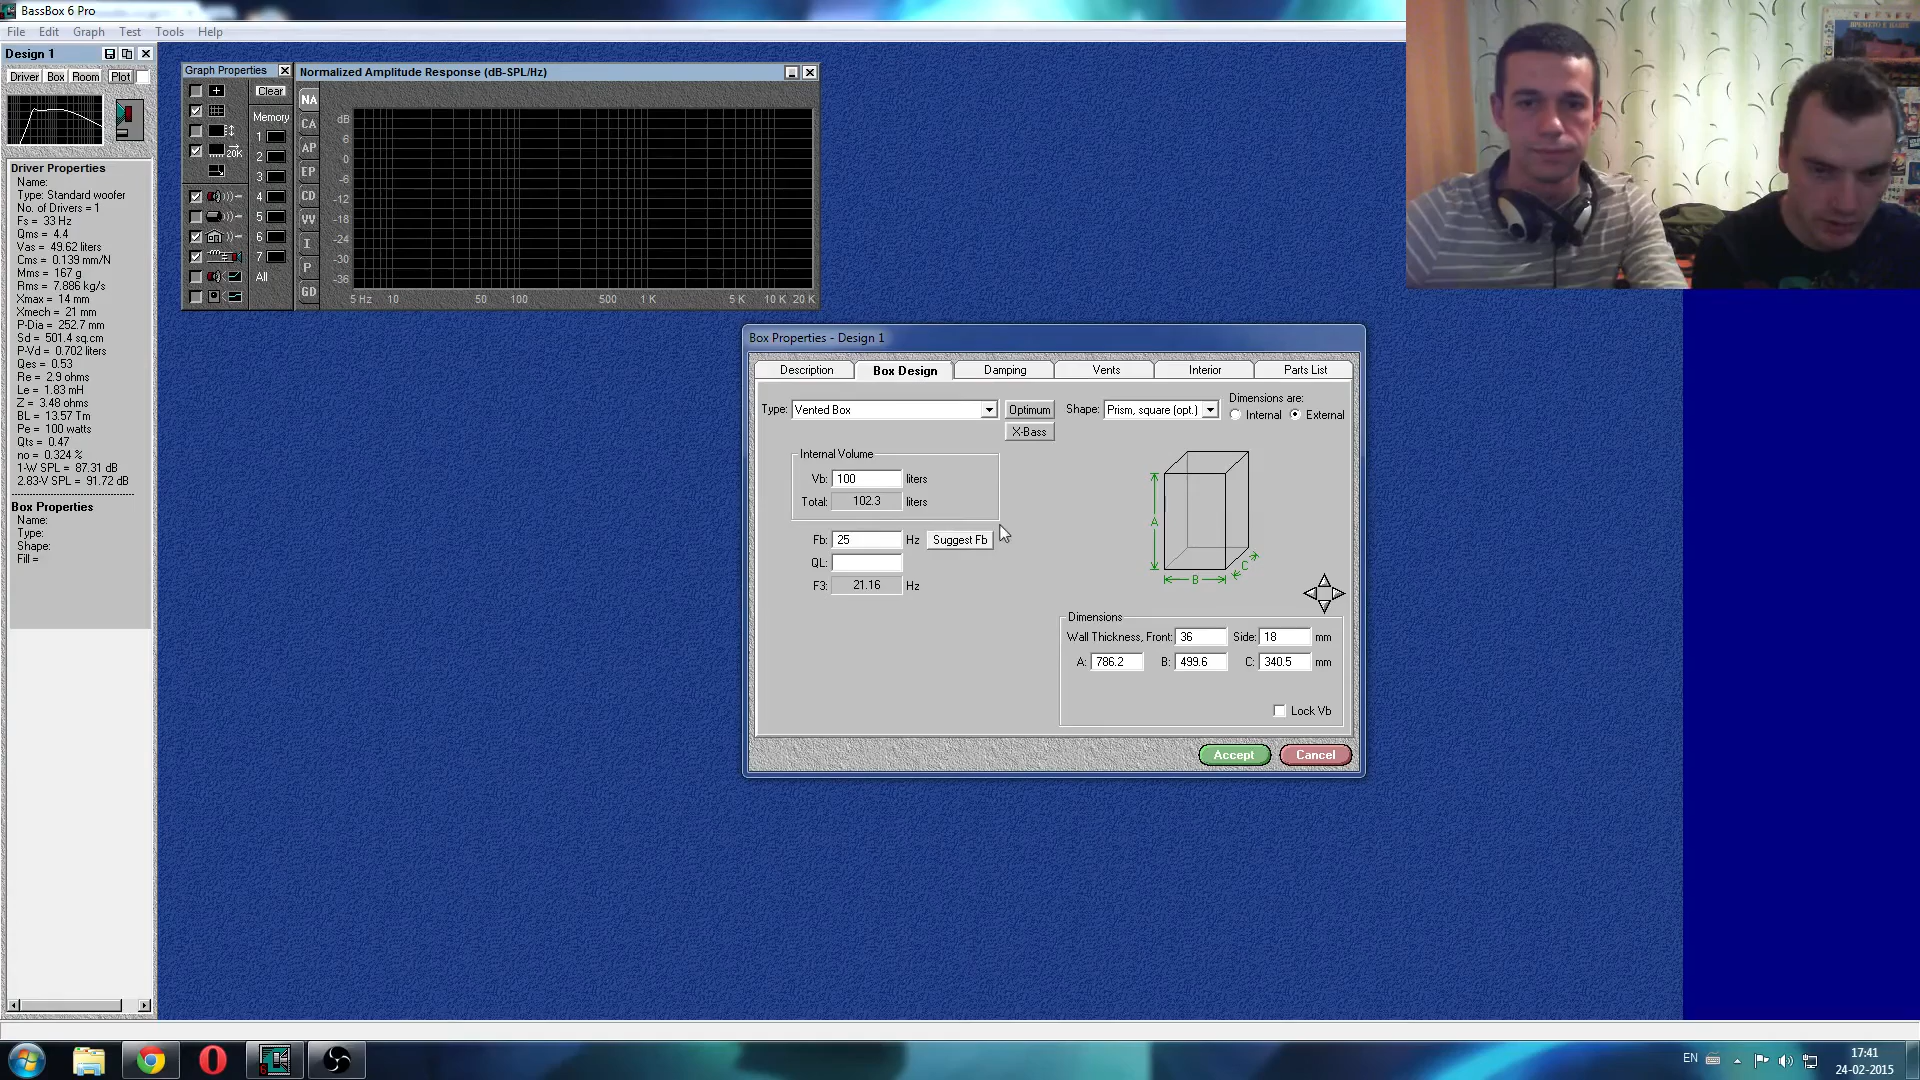 BassBox 6 Pro
File Edit Graph Test Tools Help
Design 1
Driver Box Room Plot
Driver Properties
Name:
Type: Standard woofer
No. of Drivers = 1
Fs = 33 Hz
Qms = 4.4
Vas = 49.62 liters
Cms = 0.139 mm/N
Mms = 167 g
Rms = 7.886 kg/s
Xmax = 14 mm
Xmech = 21 mm
P-Dia = 252.7 mm
Sd = 501.4 sq.cm
P-Vd = 0.702 liters
Qes = 0.53
Re = 2.9 ohms
Le = 1.83 mH
Z = 3.48 ohms
BL = 13.57 Tm
Pe = 100 watts
Qts = 0.47
no = 0.324 %
1-W SPL = 87.31 dB
2.83-V SPL = 91.72 dB
Box Properties
Name:
Type:
Shape:
Fill =
Graph Properties
Clear
Memory
1
2
20K
3
4
5
6
7
All
Normalized Amplitude Response (dB-SPL/Hz)
NA
CA
AP
EP
CD
VV
I
P
GD
dB
6
0
-6
-12
-18
-24
-30
-36
5 Hz 10 50 100 500 1 K 5 K 10 K 20 K
Box Properties - Design 1
Description Box Design Damping Vents Interior Parts List
Type: Vented Box Optimum
X-Bass
Shape: Prism, square (opt.)
Dimensions are:
Internal External
Internal Volume
Vb: 100 liters
Total: 102.3 liters
Fb: 25 Hz Suggest Fb
QL:
F3: 21.16 Hz
A
B
C
Dimensions
Wall Thickness, Front: 36 Side: 18 mm
A: 786.2 B: 499.6 C: 340.5 mm
Lock Vb
Accept Cancel
EN
17:41
24-02-2015